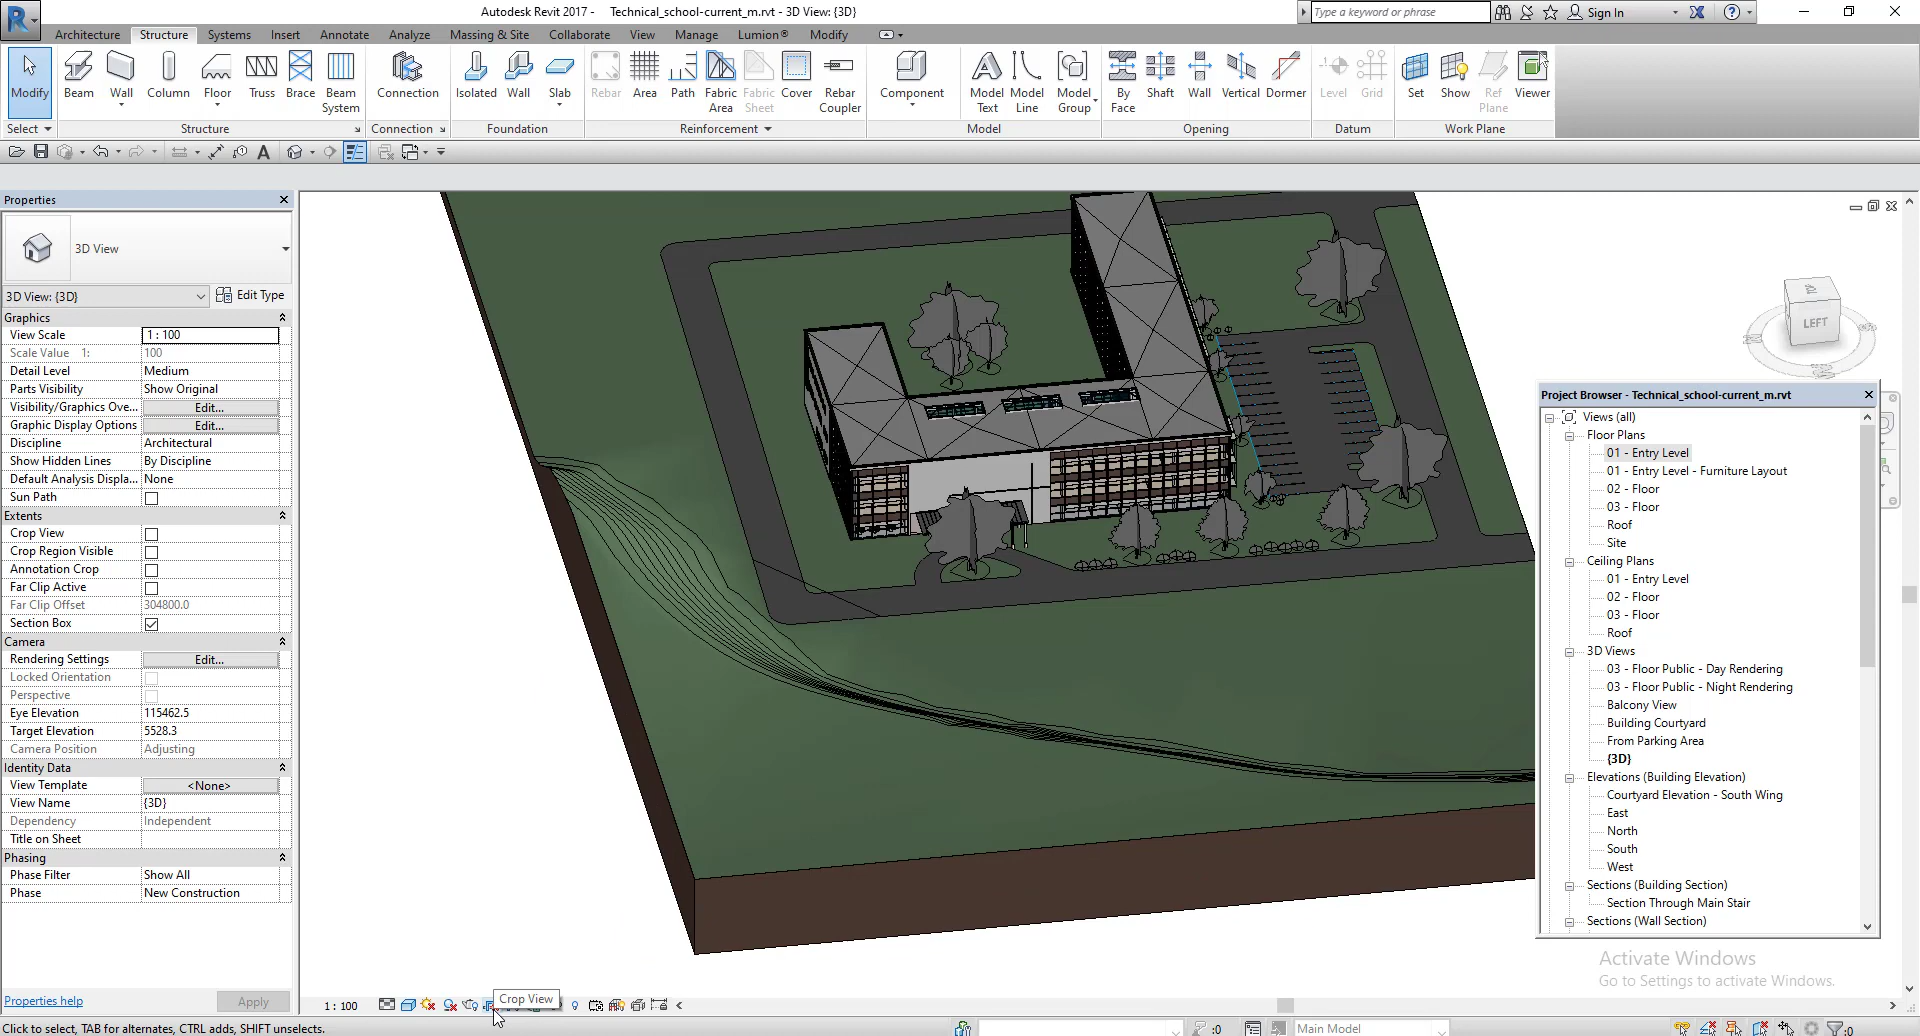 Autodesk Revit 2017 -     Technical_school-current_m.rvt - 3D View: {3D}
Type a keyword or phrase
Sign In
Architecture Structure Systems Insert Annotate Analyze Massing & Site Collaborate View Manage Lumion® Modify
Modify Beam Wall Column Floor Truss Brace Beam System Connection Isolated Wall Slab Rebar Area Path Fabric Area Fabric Sheet Cover Rebar Coupler Component Model Text Model Line Model Group By Face Shaft Wall Vertical Dormer Level Grid Set Show Ref Plane Viewer
Select Structure Connection Foundation Reinforcement Model Opening Datum Work Plane
Properties
3D View
3D View: {3D} Edit Type
Graphics
View Scale 1 : 100
Scale Value    1: 100
Detail Level Medium
Parts Visibility Show Original
Visibility/Graphics Ove... Edit...
Graphic Display Options Edit...
Discipline Architectural
Show Hidden Lines By Discipline
Default Analysis Displa... None
Sun Path
Extents
Crop View
Crop Region Visible
Annotation Crop
Far Clip Active
Far Clip Offset 304800.0
Section Box
Camera
Rendering Settings Edit...
Locked Orientation
Perspective
Eye Elevation 115462.5
Target Elevation 5528.3
Camera Position Adjusting
Identity Data
View Template <None>
View Name {3D}
Dependency Independent
Title on Sheet
Phasing
Phase Filter Show All
Phase New Construction
Properties help Apply
LEFT
Project Browser - Technical_school-current_m.rvt
Views (all)
Floor Plans
01 - Entry Level
01 - Entry Level - Furniture Layout
02 - Floor
03 - Floor
Roof
Site
Ceiling Plans
01 - Entry Level
02 - Floor
03 - Floor
Roof
3D Views
03 - Floor Public - Day Rendering
03 - Floor Public - Night Rendering
Balcony View
Building Courtyard
From Parking Area
{3D}
Elevations (Building Elevation)
Courtyard Elevation - South Wing
East
North
South
West
Sections (Building Section)
Section Through Main Stair
Sections (Wall Section)
Activate Windows
Go to Settings to activate Windows.
1 : 100
Crop View
Click to select, TAB for alternates, CTRL adds, SHIFT unselects.
:0
Main Model
:0